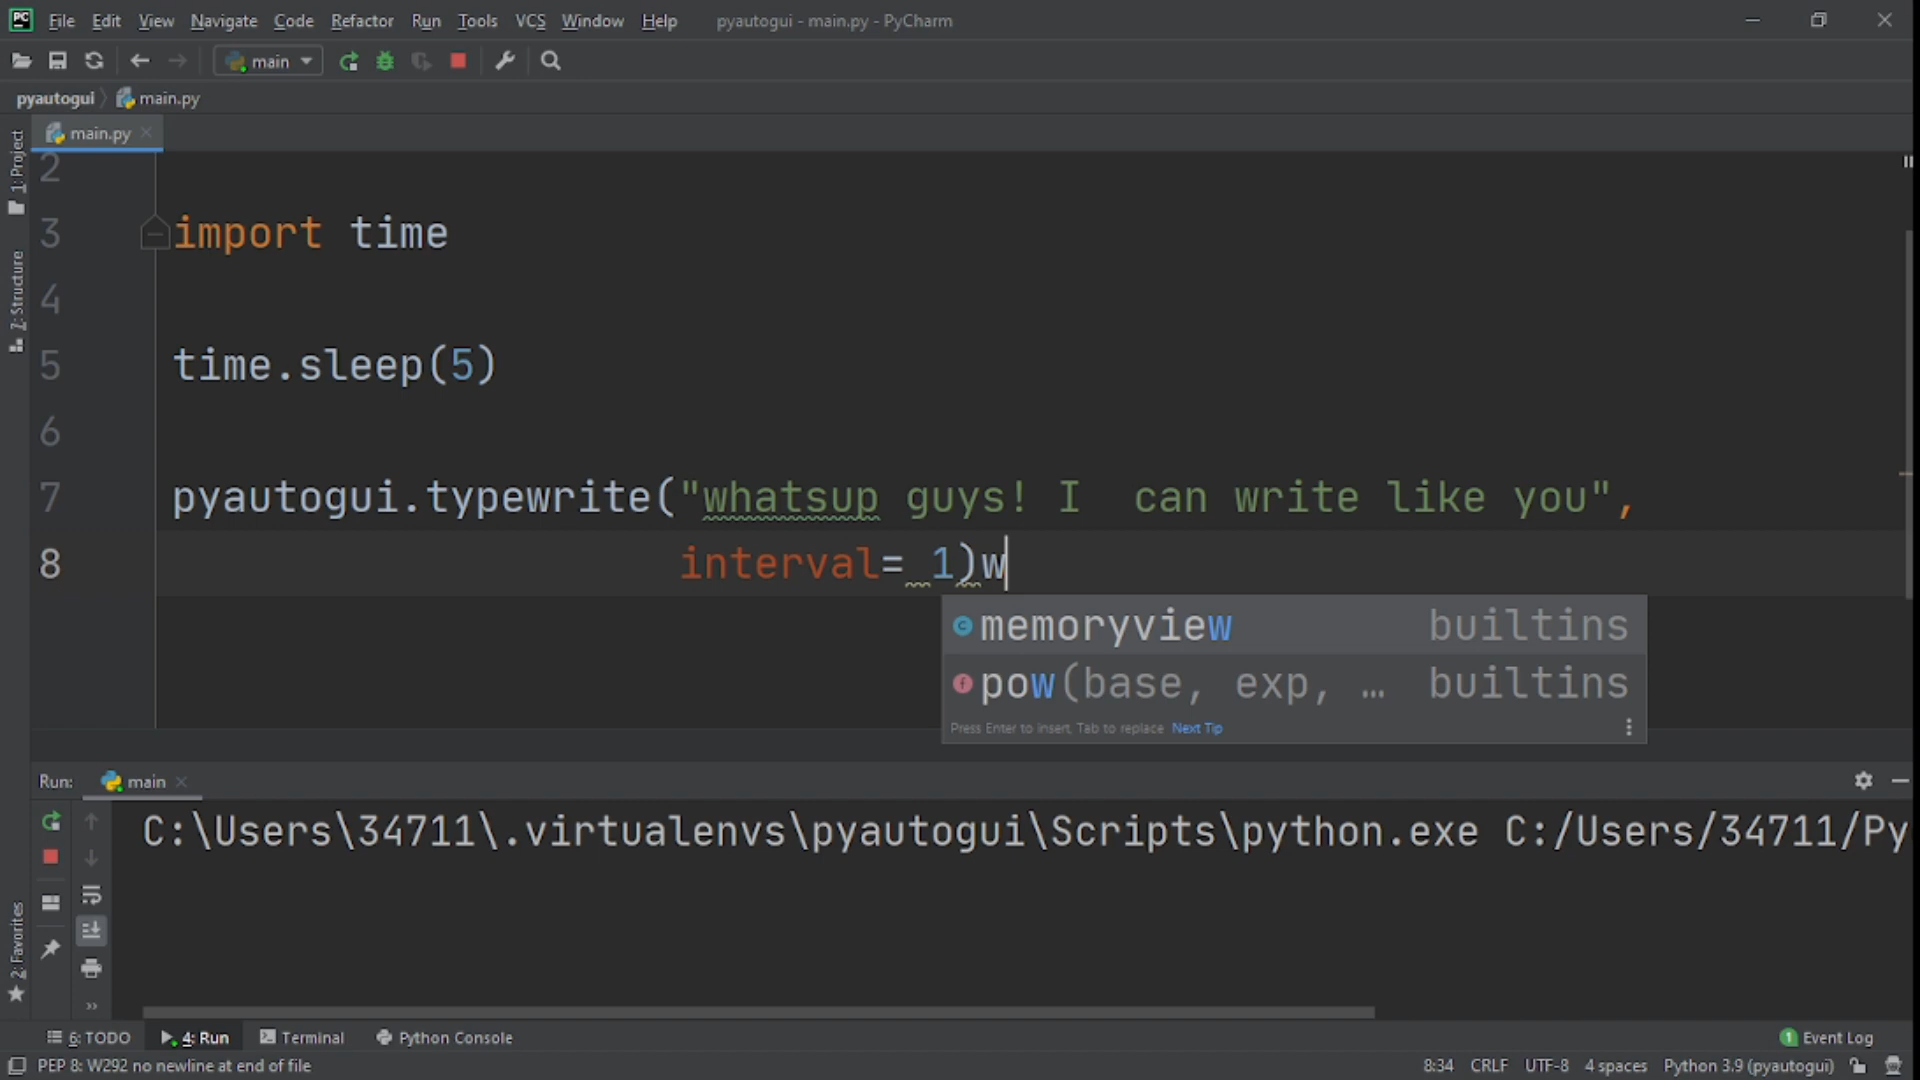 PC File Edit View Navigate Code Refactor Run Tools VCS Window Help pyautogui - main.py - PyCharm
main
pyautogui main.py
main.py
1: Project
7: Structure
2
3 import time
4
5 time.sleep(5)
6
7 pyautogui.typewrite("whatsup guys! I  can write like you",
8 interval= 1)w
memoryview builtins
pow(base, exp, … builtins
Press Enter to insert, Tab to replace Next Tip
Run: main
C:\Users\34711\.virtualenvs\pyautogui\Scripts\python.exe C:/Users/34711/Py
2: Favorites
6: TODO 4: Run Terminal Python Console 1 Event Log
PEP 8: W292 no newline at end of file 8:34 CRLF UTF-8 4 spaces Python 3.9 (pyautogui)